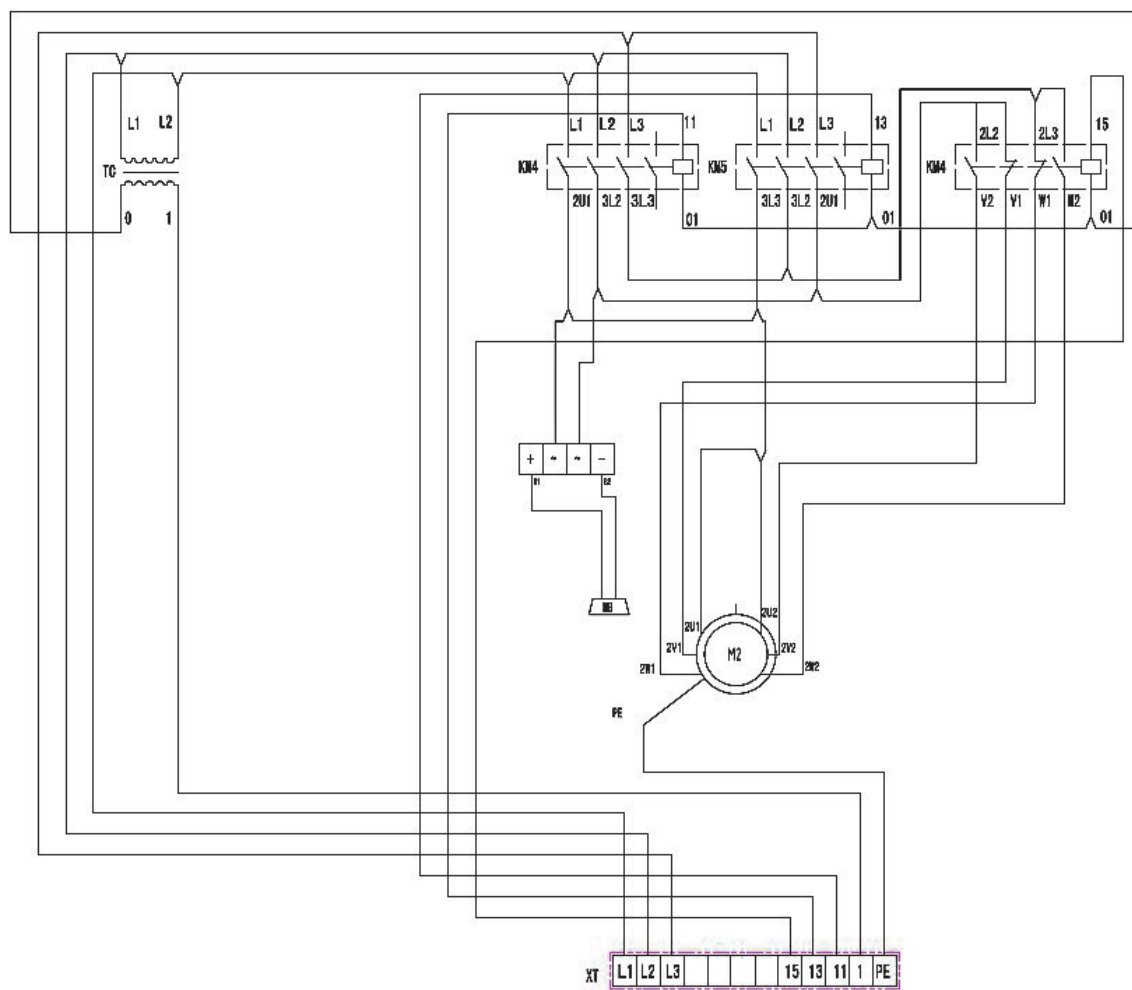 L1 L2 L3 11 L1 L2 L3 13 2L2 2L3 15
L1 L2
TC KM4 KM5 KM4
0 1 2U1 3L2 3L3 01 3L3 3L2 2U1 01 V2 V1 W1 W2 01
+ ~ ~ -
2U1 2U2
2V1 M2 2V2
2W1 2W2
PE
XT L1 L2 L3 15 13 11 1 PE